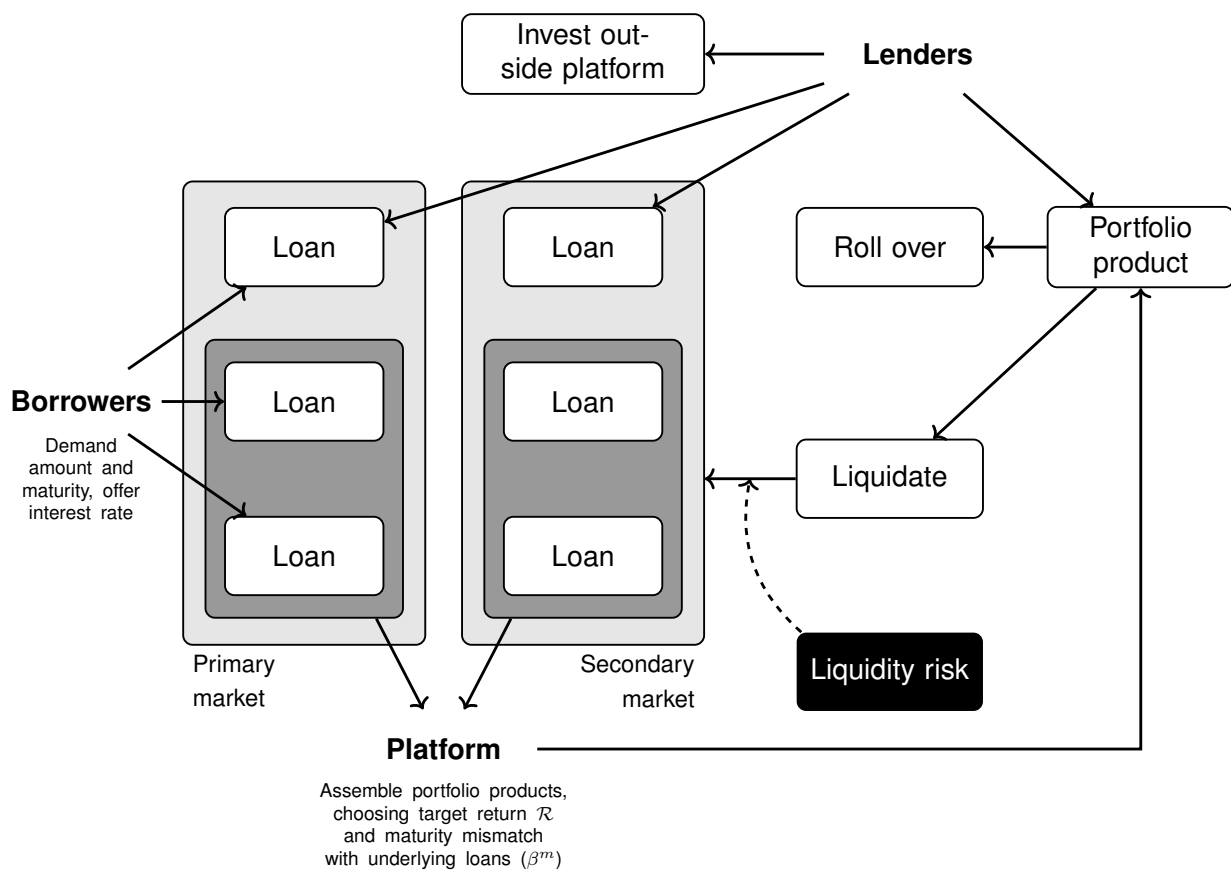 Invest out-
side platform
Lenders
Loan
Loan
Roll over
Portfolio
product
Borrowers
Demand
amount and
maturity, offer
interest rate
Loan
Loan
Liquidate
Loan
Loan
Primary
market
Secondary
market
Liquidity risk
Platform
Assemble portfolio products,
choosing target return ℛ
and maturity mismatch
with underlying loans (βᵐ)